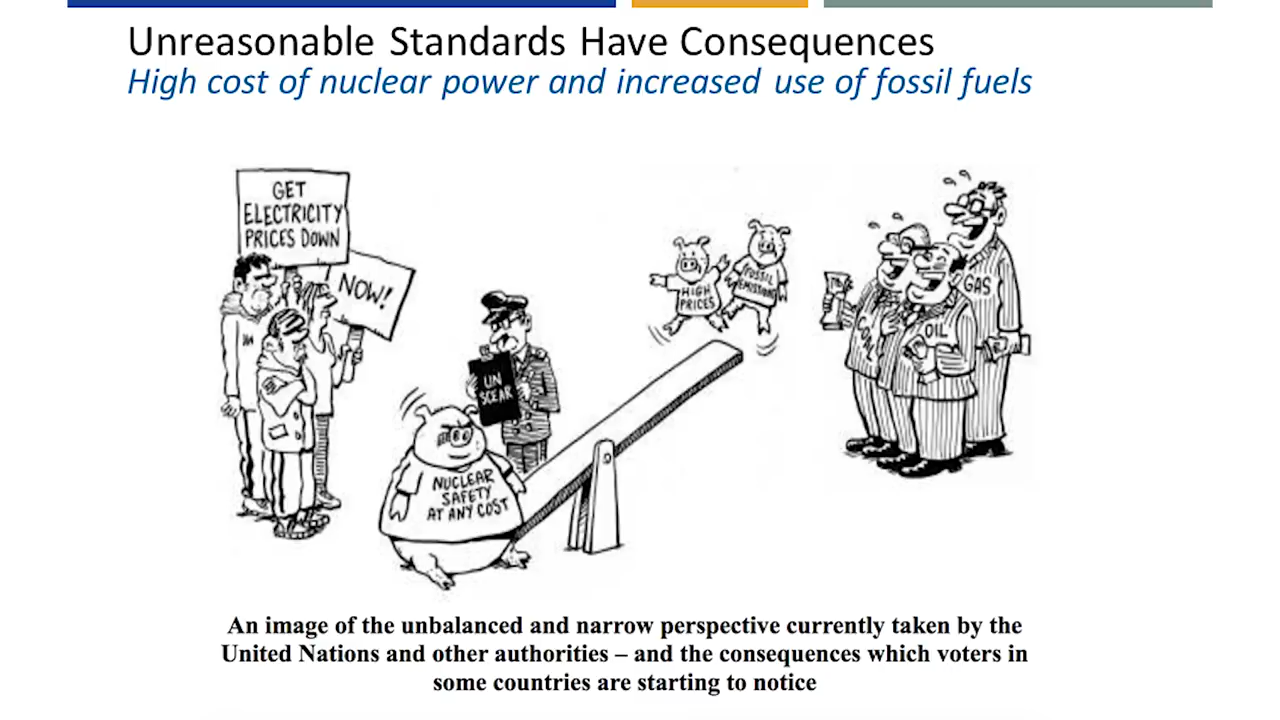 Unreasonable Standards Have Consequences
High cost of nuclear power and increased use of fossil fuels
GET
ELECTRICITY
PRICES DOWN
NOW!
UN
SCEAR
NUCLEAR
SAFETY
AT ANY COST
HIGH
PRICES
FOSSIL
EMISSIONS
COAL
OIL
GAS
An image of the unbalanced and narrow perspective currently taken by the
United Nations and other authorities – and the consequences which voters in
some countries are starting to notice